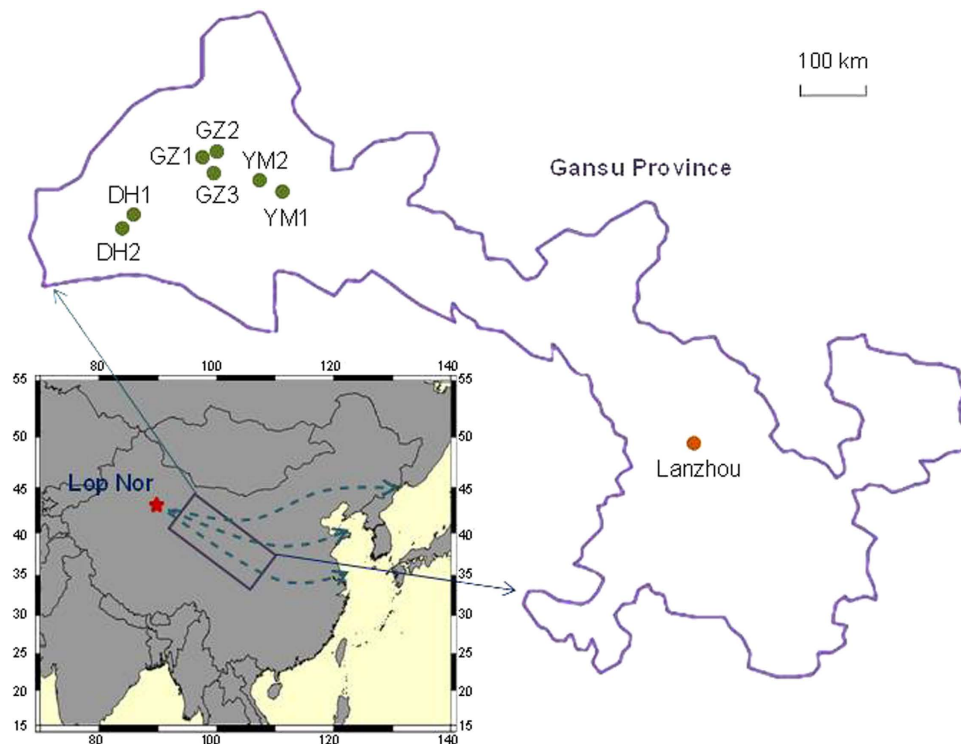 100 km
Gansu Province
GZ2
GZ1
YM2
GZ3
DH1
YM1
DH2
Lanzhou
80 100 120 140
55 55
50 50
45 45
40 40
35 35
30 30
25 25
20 20
15 15
80 100 120 140
Lop Nor